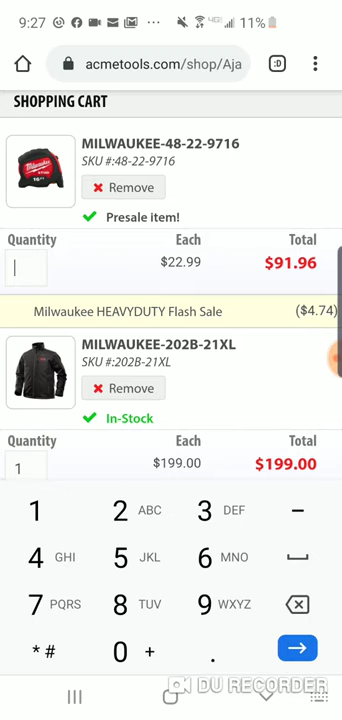 9:27 11%
acmetools.com/shop/Aja :D
SHOPPING CART
MILWAUKEE-48-22-9716
SKU #:48-22-9716
Remove
Presale item!
Quantity Each Total
$22.99 $91.96
Milwaukee HEAVYDUTY Flash Sale ($4.74)
MILWAUKEE-202B-21XL
SKU #:202B-21XL
Remove
In-Stock
Quantity Each Total
1 $199.00 $199.00
1 2 ABC 3 DEF -
4 GHI 5 JKL 6 MNO
7 PQRS 8 TUV 9 WXYZ
* # 0 + .
DU RECORDER